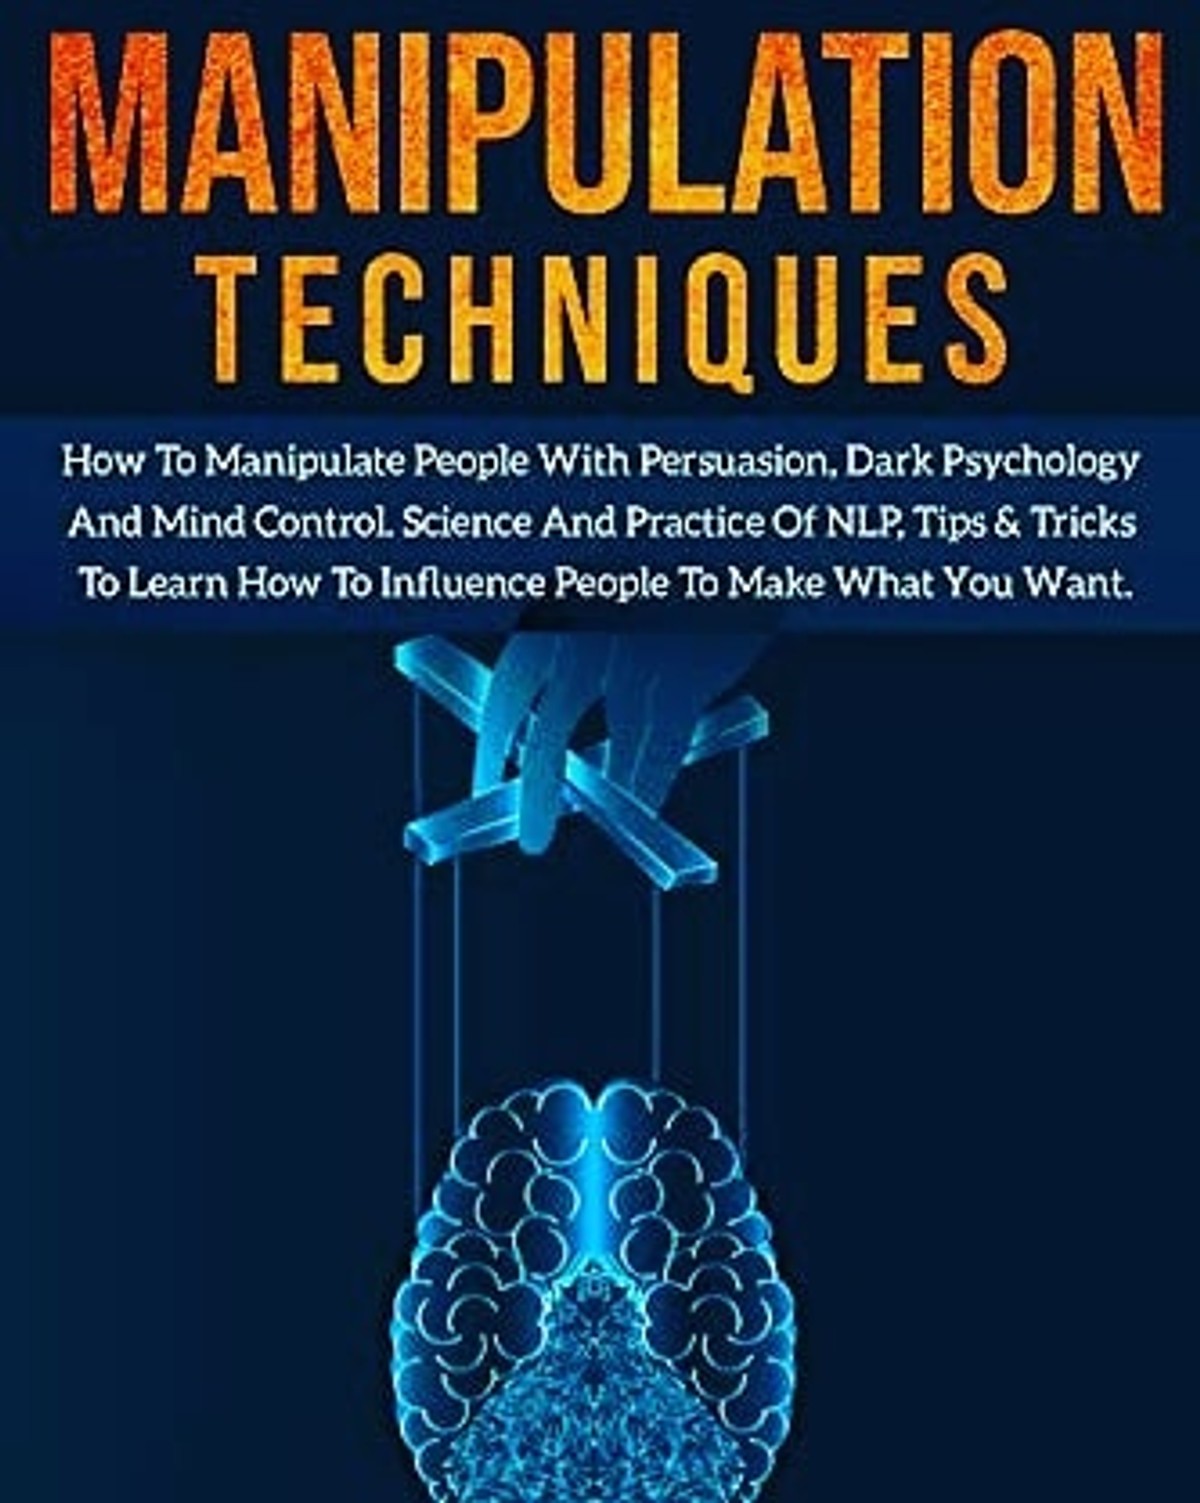 MANIPULATION
TECHNIQUES
How To Manipulate People With Persuasion, Dark Psychology
And Mind Control. Science And Practice Of NLP, Tips & Tricks
To Learn How To Influence People To Make What You Want.